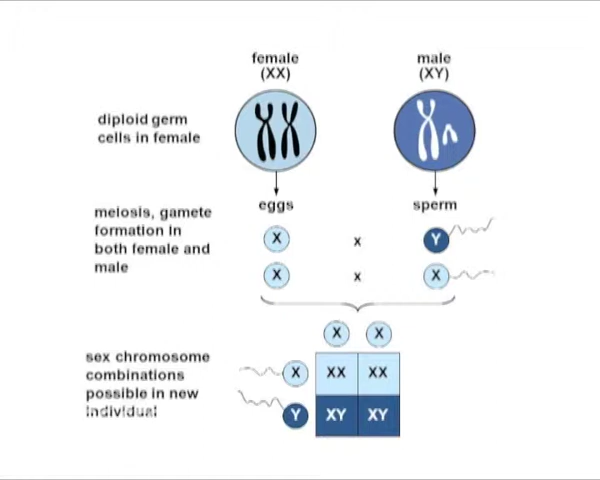 female
(XX)
male
(XY)
diploid germ
cells in female
eggs
sperm
meiosis, gamete
formation in
both female and
male
X x Y
X x X
X X
sex chromosome
combinations
possible in new
individual
X XX XX
Y XY XY